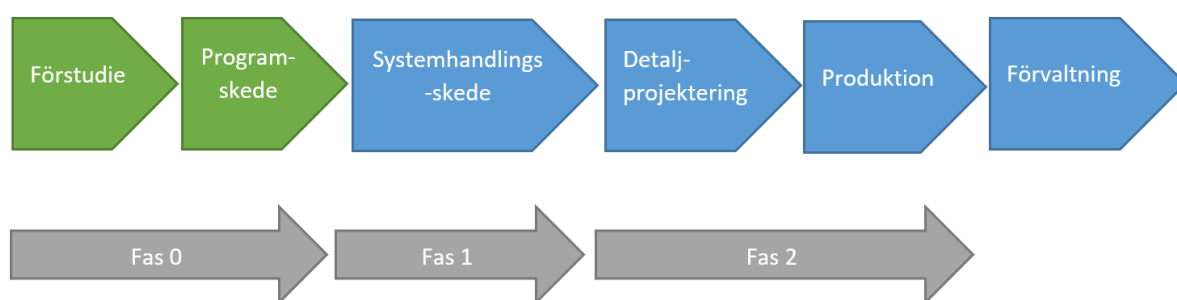 Förstudie
Program-
skede
Systemhandlings
-skede
Detalj-
projektering
Produktion
Förvaltning
Fas 0
Fas 1
Fas 2